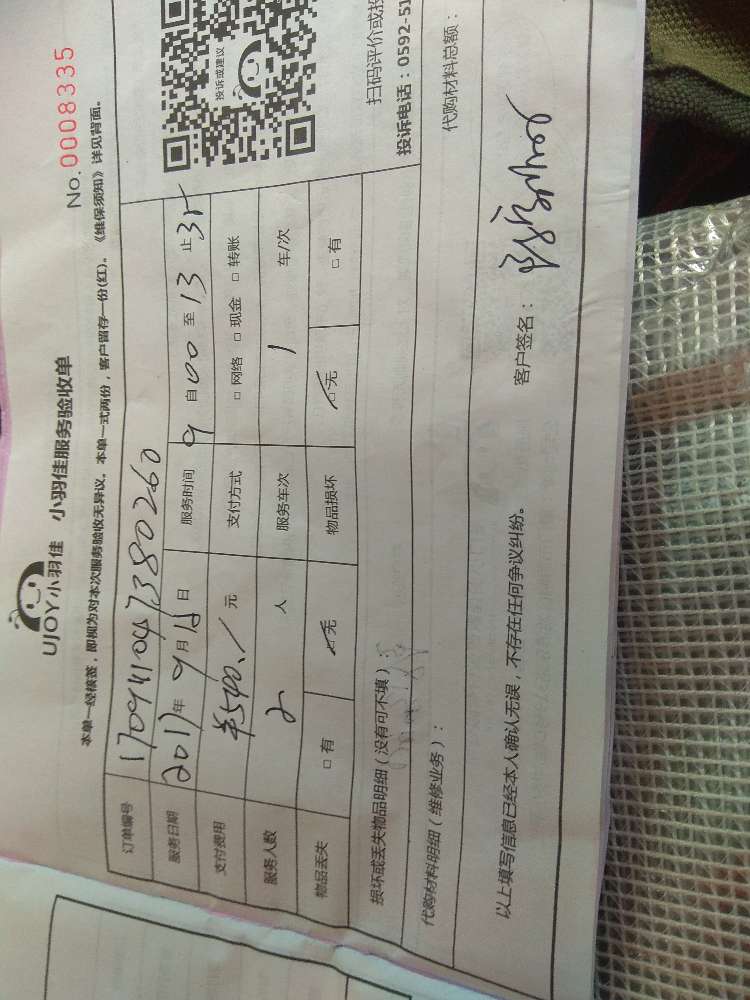 UJOY小羽佳 小羽佳服务验收单
No.0008335
本单一经核签，即视为对本次服务验收无异议。本单一式两份，客户留存一份(红)。《维保须知》详见背面。
订单编号
服务日期 2017年9月15日 服务时间 自9 00至13 止35
支付费用 ¥540./元 支付方式 □网络 □现金 □转账
服务人数 2 人 服务车次 1 车/次
物品丢失 □有 □无 物品损坏 □无 □有
投诉或建议
扫码评价或投
投诉电话：0592-51
损坏或丢失物品明细（没有可不填）：
代购材料明细（维修业务）：
代购材料总额：
以上填写信息已经本人确认无误，不存在任何争议纠纷。
客户签名：